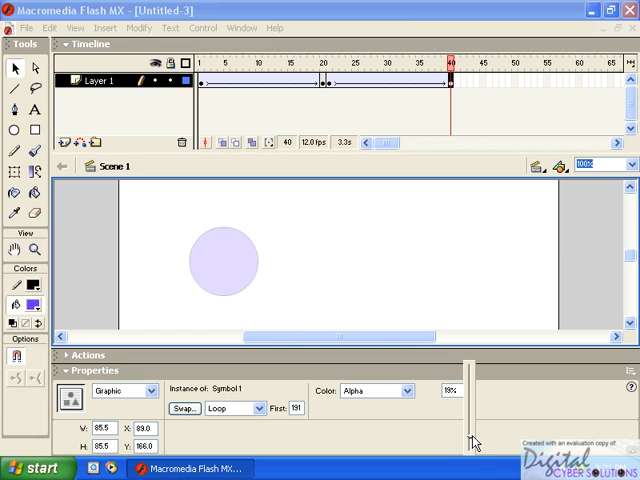 Macromedia Flash MX - [Untitled-3]
File Edit View Insert Modify Text Control Window Help
Tools
Timeline
1 5 10 15 20 25 30 35 40 45 50 55 60 65
Layer 1
40 12.0 fps 3.3s
Scene 1
100%
View
Colors
Options
Actions
Properties
Graphic Instance of: Symbol 1 Color: Alpha 19%
Swap... Loop First: 191
W: 85.5 X: 89.0
H: 85.5 Y: 166.0
Created with an evaluation copy of
Digital
CYBER SOLUTIONS
start Macromedia Flash MX...